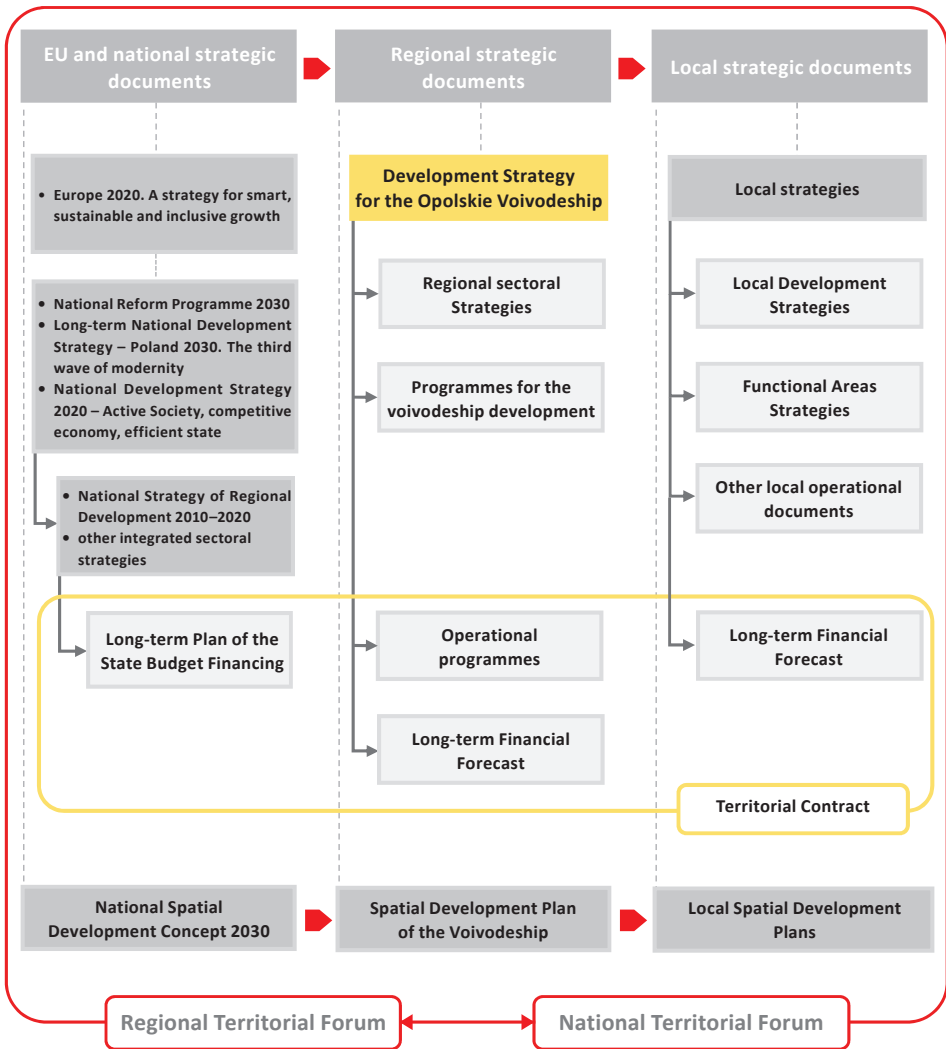 EU and national strategic
documents
Regional strategic
documents
Local strategic documents
• Europe 2020. A strategy for smart,
sustainable and inclusive growth
• National Reform Programme 2030
• Long-term National Development
Strategy – Poland 2030. The third
wave of modernity
• National Development Strategy
2020 – Active Society, competitive
economy, efficient state
• National Strategy of Regional
Development 2010–2020
• other integrated sectoral
strategies
Long-term Plan of the
State Budget Financing
Development Strategy
for the Opolskie Voivodeship
Regional sectoral
Strategies
Programmes for the
voivodeship development
Operational
programmes
Long-term Financial
Forecast
Local strategies
Local Development
Strategies
Functional Areas
Strategies
Other local operational
documents
Long-term Financial
Forecast
Territorial Contract
National Spatial
Development Concept 2030
Spatial Development Plan
of the Voivodeship
Local Spatial Development
Plans
Regional Territorial Forum
National Territorial Forum